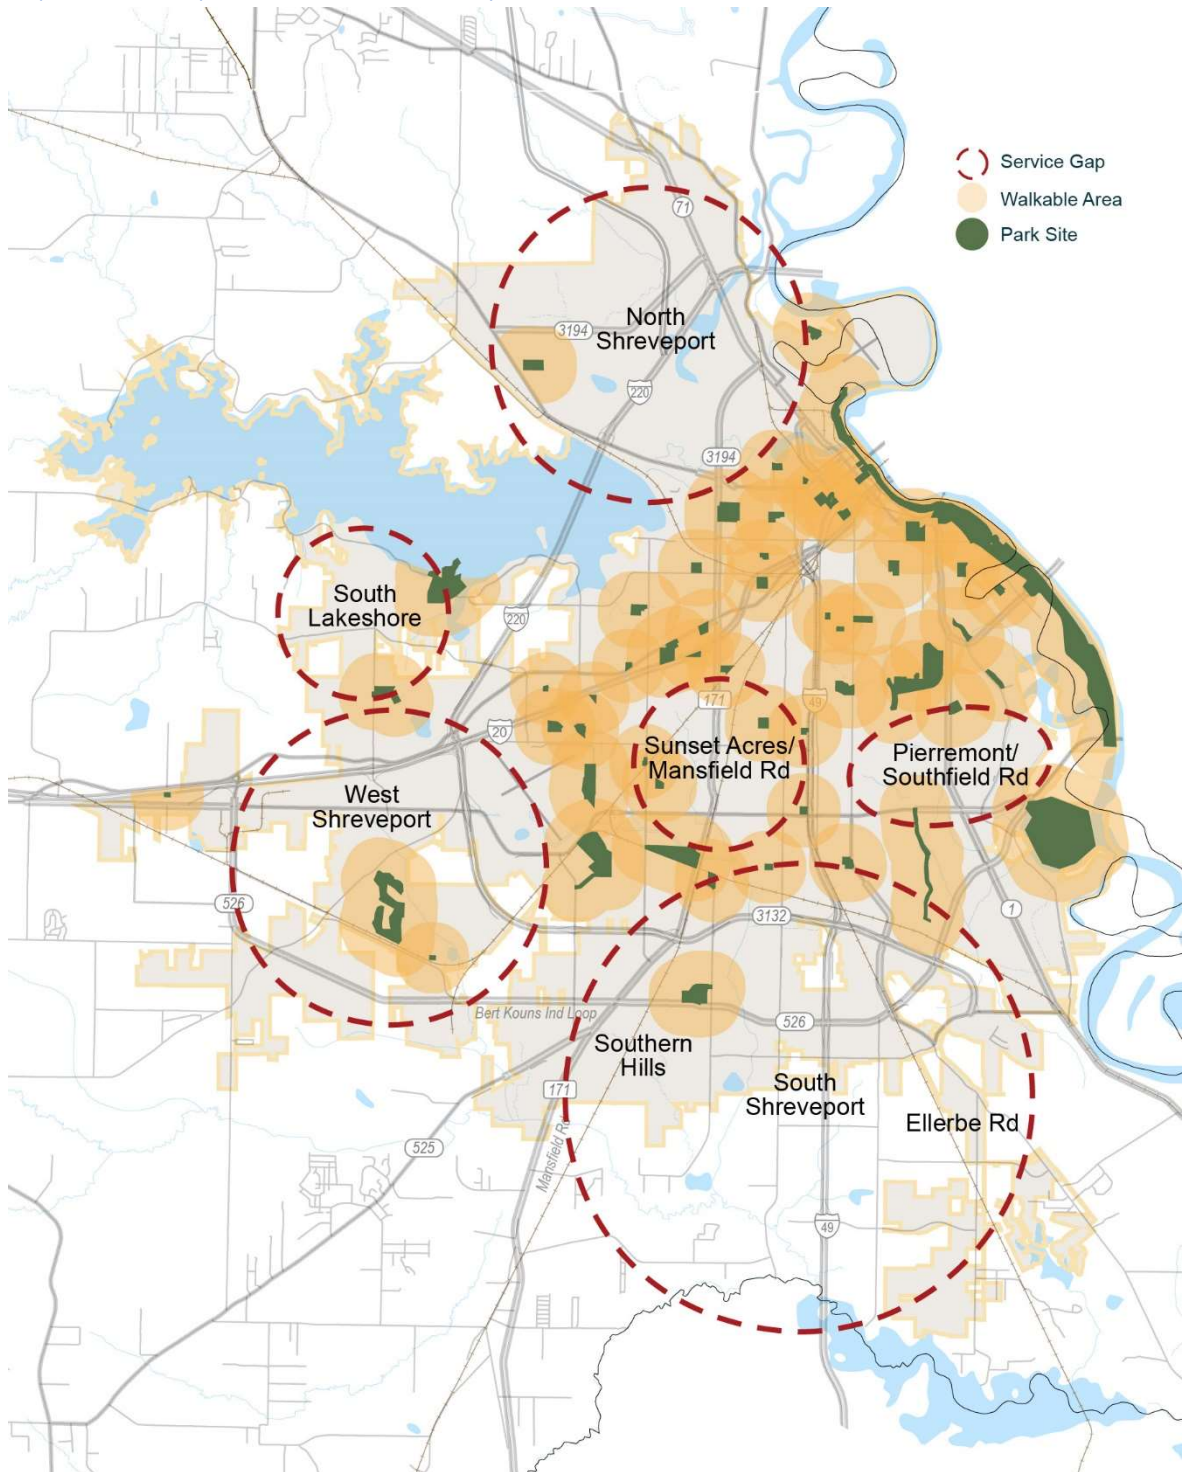 Service Gap
Walkable Area
Park Site
71
North
Shreveport
3194
220
3194
South
Lakeshore
220
171
49
20
Sunset Acres/
Mansfield Rd
Pierremont/
Southfield Rd
West
Shreveport
526
3132
1
Bert Kouns Ind Loop
526
Southern
Hills
South
Shreveport
171
Ellerbe Rd
525
Mansfield Rd
49